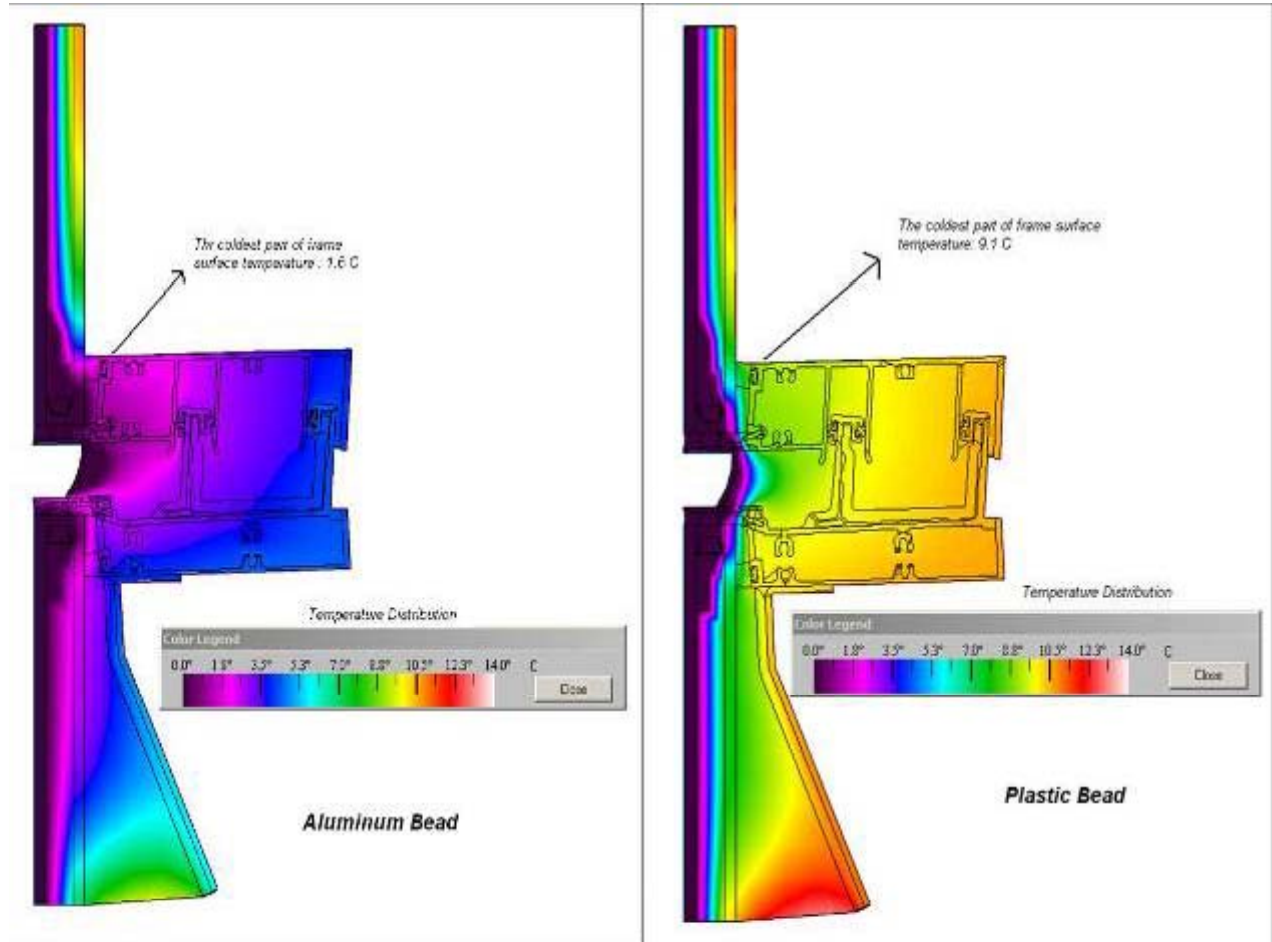 Thr coldest part of frame
surface temperature : 1.6 C
Temperature Distribution
Color Legend
0.0° 1.8° 3.5° 5.3° 7.0° 8.8° 10.5° 12.3° 14.0° C
Close
Aluminum Bead
The coldest part of frame surface
temperature: 9.1 C
Temperature Distribution
Color Legend
0.0° 1.8° 3.5° 5.3° 7.0° 8.8° 10.5° 12.3° 14.0° C
Close
Plastic Bead